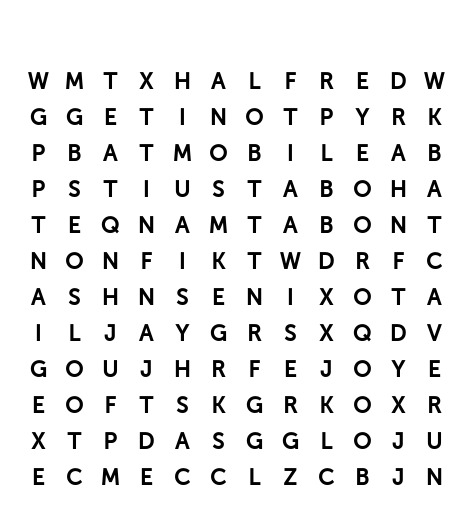 W M T X H A L F R E D W
G G E T I N O T P Y R K
P B A T M O B I L E A B
P S T I U S T A B O H A
T E Q N A M T A B O N T
N O N F I K T W D R F C
A S H N S E N I X O T A
I L J A Y G R S X Q D V
G O U J H R F E J O Y E
E O F T S K G R K O X R
X T P D A S G G L O J U
E C M E C C L Z C B J N